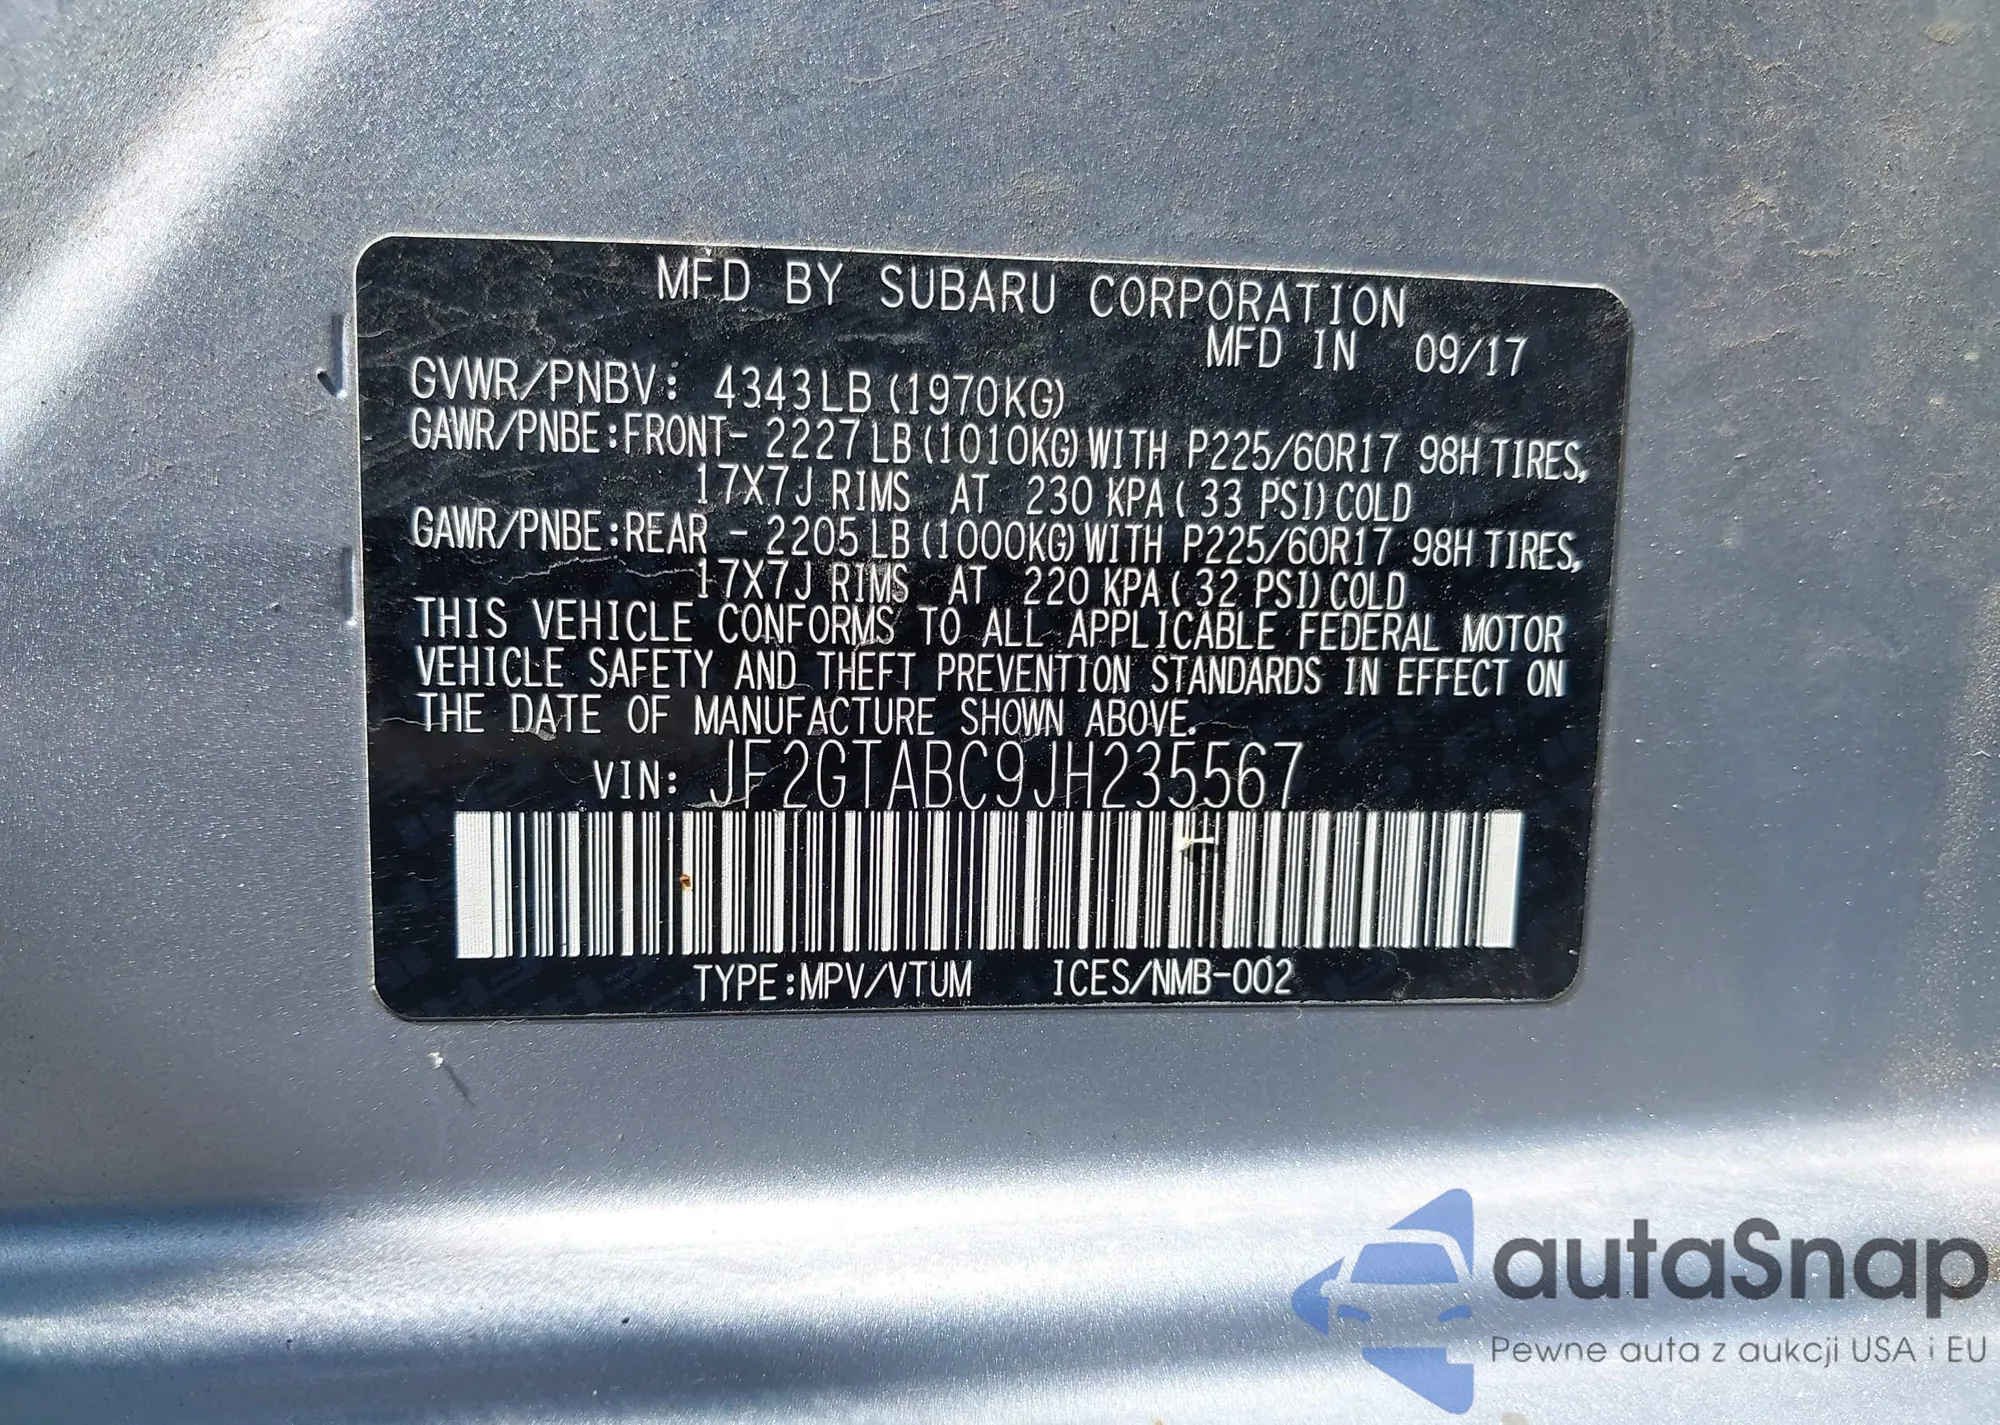 MFD BY SUBARU CORPORATION
MFD IN 09/17
GVWR/PNBV: 4343LB (1970KG)
GAWR/PNBE:FRONT- 2227LB (1010KG) WITH P225/60R17 98H TIRES,
17X7J RIMS AT 230 KPA ( 33 PSI) COLD
GAWR/PNBE:REAR - 2205LB (1000KG) WITH P225/60R17 98H TIRES,
17X7J RIMS AT 220 KPA ( 32 PSI) COLD
THIS VEHICLE CONFORMS TO ALL APPLICABLE FEDERAL MOTOR
VEHICLE SAFETY AND THEFT PREVENTION STANDARDS IN EFFECT ON
THE DATE OF MANUFACTURE SHOWN ABOVE.
VIN: JF2GTABC9JH235567
TYPE:MPV/VTUM ICES/NMB-002
autoSnap
Pewne auta z aukcji USA i EU